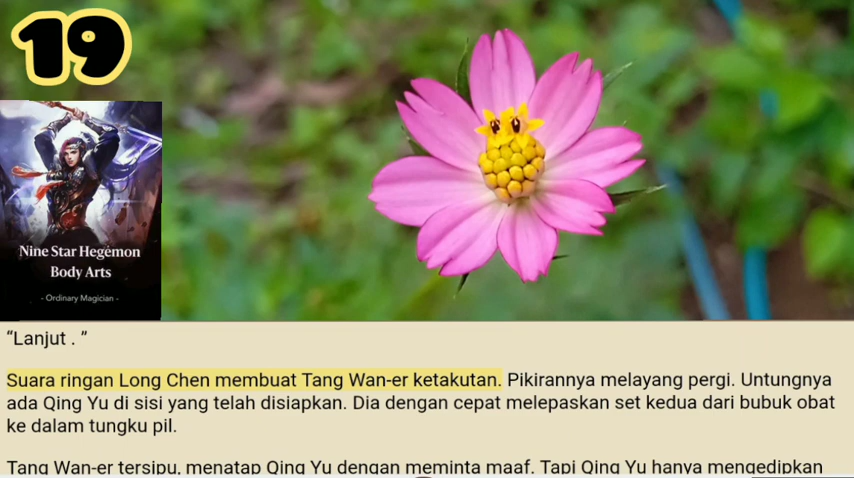 19
Nine Star Hegemon
Body Arts
- Ordinary Magician -
“Lanjut . ”
Suara ringan Long Chen membuat Tang Wan-er ketakutan. Pikirannya melayang pergi. Untungnya
ada Qing Yu di sisi yang telah disiapkan. Dia dengan cepat melepaskan set kedua dari bubuk obat
ke dalam tungku pil.
Tang Wan-er tersipu, menatap Qing Yu dengan meminta maaf. Tapi Qing Yu hanya mengedipkan